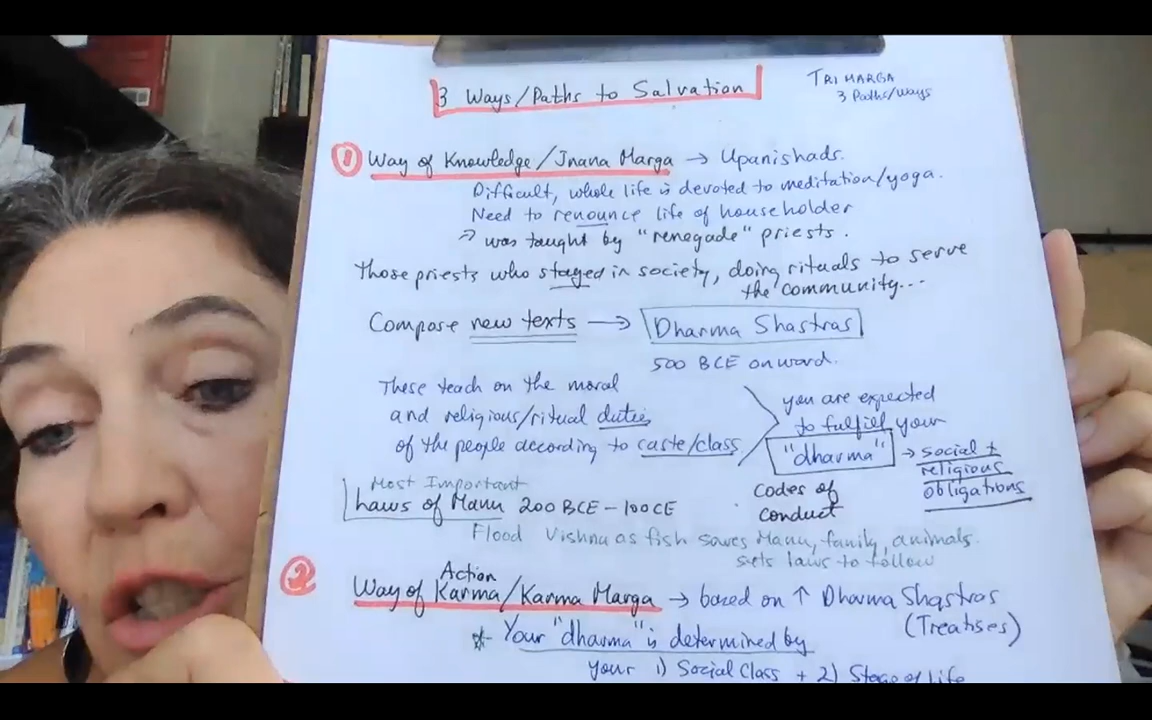 3 Ways/Paths to Salvation
TRI MARGA
3 Paths/Ways
1 Way of Knowledge/Jnana Marga → Upanishads.
Difficult, whole life is devoted to meditation/yoga.
Need to renounce life of householder
→ was taught by "renegade" priests.
Those priests who stayed in society, doing rituals to serve
the community...
Compose new texts → Dharma Shastras
500 BCE onward.
These teach on the moral
and religious/ritual duties
of the people according to caste/class
you are expected
to fulfill your
"dharma" → social +
religious
obligations
Codes of
conduct
Most Important
Laws of Manu 200 BCE - 100 CE
Flood Vishnu as fish saves Manu, family, animals.
sets laws to follow
2 Way of Karma/Karma Marga → based on ↑ Dharma Shastras
Action
(Treatises)
* Your "dharma" is determined by
your 1) Social Class + 2) Stage of Life